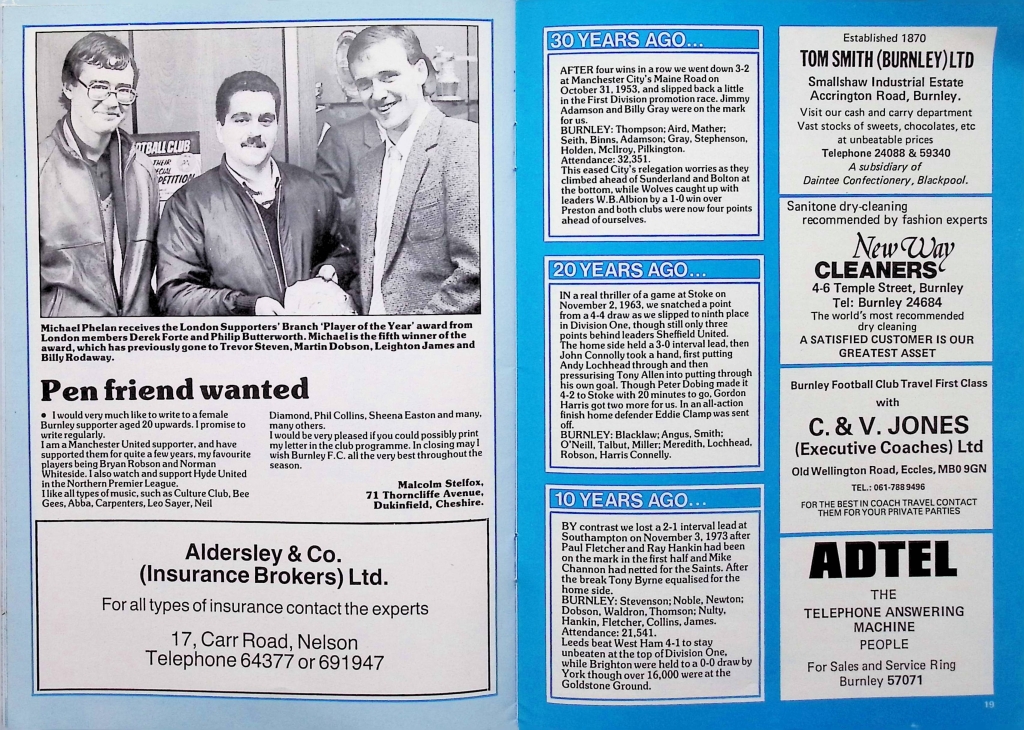 OTBALL CLUB
THEIR
CIAL
PETITION
Michael Phelan receives the London Supporters' Branch 'Player of the Year' award from
London members Derek Forte and Philip Butterworth. Michael is the fifth winner of the
award, which has previously gone to Trevor Steven, Martin Dobson, Leighton James and
Billy Rodaway.
Pen friend wanted
• I would very much like to write to a female
Burnley supporter aged 20 upwards. I promise to
write regularly.
I am a Manchester United supporter, and have
supported them for quite a few years, my favourite
players being Bryan Robson and Norman
Whiteside. I also watch and support Hyde United
in the Northern Premier League.
I like all types of music, such as Culture Club, Bee
Gees, Abba, Carpenters, Leo Sayer, Neil
Diamond, Phil Collins, Sheena Easton and many,
many others.
I would be very pleased if you could possibly print
my letter in the club programme. In closing may I
wish Burnley F.C. all the very best throughout the
season.
Malcolm Stelfox,
71 Thorncliffe Avenue,
Dukinfield, Cheshire.
Aldersley & Co.
(Insurance Brokers) Ltd.
For all types of insurance contact the experts
17, Carr Road, Nelson
Telephone 64377 or 691947
30 YEARS AGO...
AFTER four wins in a row we went down 3-2
at Manchester City's Maine Road on
October 31, 1953, and slipped back a little
in the First Division promotion race. Jimmy
Adamson and Billy Gray were on the mark
for us.
BURNLEY: Thompson; Aird, Mather;
Seith, Binns, Adamson; Gray, Stephenson,
Holden, McIlroy, Pilkington.
Attendance: 32,351.
This eased City's relegation worries as they
climbed ahead of Sunderland and Bolton at
the bottom, while Wolves caught up with
leaders W.B.Albion by a 1-0 win over
Preston and both clubs were now four points
ahead of ourselves.
20 YEARS AGO...
IN a real thriller of a game at Stoke on
November 2, 1963, we snatched a point
from a 4-4 draw as we slipped to ninth place
in Division One, though still only three
points behind leaders Sheffield United.
The home side held a 3-0 interval lead, then
John Connolly took a hand, first putting
Andy Lochhead through and then
pressurising Tony Allen into putting through
his own goal. Though Peter Dobing made it
4-2 to Stoke with 20 minutes to go, Gordon
Harris got two more for us. In an all-action
finish home defender Eddie Clamp was sent
off.
BURNLEY: Blacklaw; Angus, Smith;
O'Neill, Talbut, Miller; Meredith, Lochhead,
Robson, Harris Connelly.
10 YEARS AGO...
BY contrast we lost a 2-1 interval lead at
Southampton on November 3, 1973 after
Paul Fletcher and Ray Hankin had been
on the mark in the first half and Mike
Channon had netted for the Saints. After
the break Tony Byrne equalised for the
home side.
BURNLEY: Stevenson; Noble, Newton;
Dobson, Waldron, Thomson; Nulty,
Hankin, Fletcher, Collins, James.
Attendance: 21,541.
Leeds beat West Ham 4-1 to stay
unbeaten at the top of Division One,
while Brighton were held to a 0-0 draw by
York though over 16,000 were at the
Goldstone Ground.
Established 1870
TOM SMITH (BURNLEY) LTD
Smallshaw Industrial Estate
Accrington Road, Burnley.
Visit our cash and carry department
Vast stocks of sweets, chocolates, etc
at unbeatable prices
Telephone 24088 & 59340
A subsidiary of
Daintee Confectionery, Blackpool.
Sanitone dry-cleaning
recommended by fashion experts
New Way
CLEANERS
4-6 Temple Street, Burnley
Tel: Burnley 24684
The world's most recommended
dry cleaning
A SATISFIED CUSTOMER IS OUR
GREATEST ASSET
Burnley Football Club Travel First Class
with
C. & V. JONES
(Executive Coaches) Ltd
Old Wellington Road, Eccles, MB0 9GN
TEL.: 061-788 9496
FOR THE BEST IN COACH TRAVEL CONTACT
THEM FOR YOUR PRIVATE PARTIES
ADTEL
THE
TELEPHONE ANSWERING
MACHINE
PEOPLE
For Sales and Service Ring
Burnley 57071
19